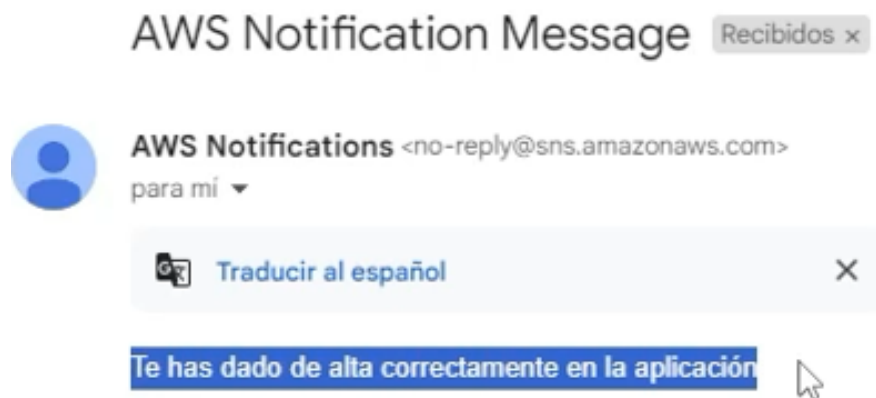 AWS Notification Message Recibidos x
AWS Notifications <no-reply@sns.amazonaws.com>
para mí
Traducir al español
Te has dado de alta correctamente en la aplicación